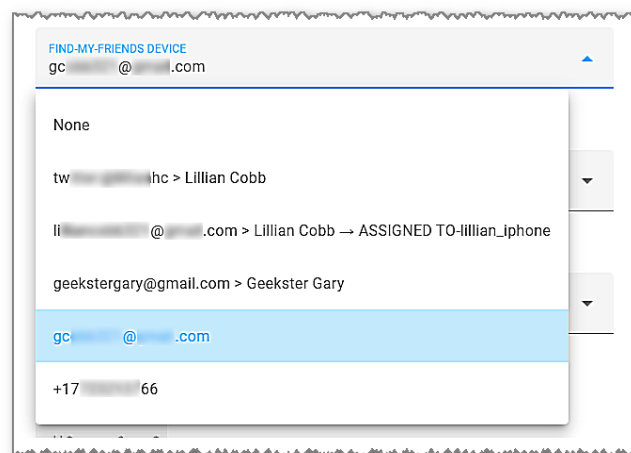 FIND-MY-FRIENDS DEVICE
gc @ .com
None
tw hc > Lillian Cobb
li @ .com > Lillian Cobb → ASSIGNED TO-lillian_iphone
geekstergary@gmail.com > Geekster Gary
gc @ .com
+17 66